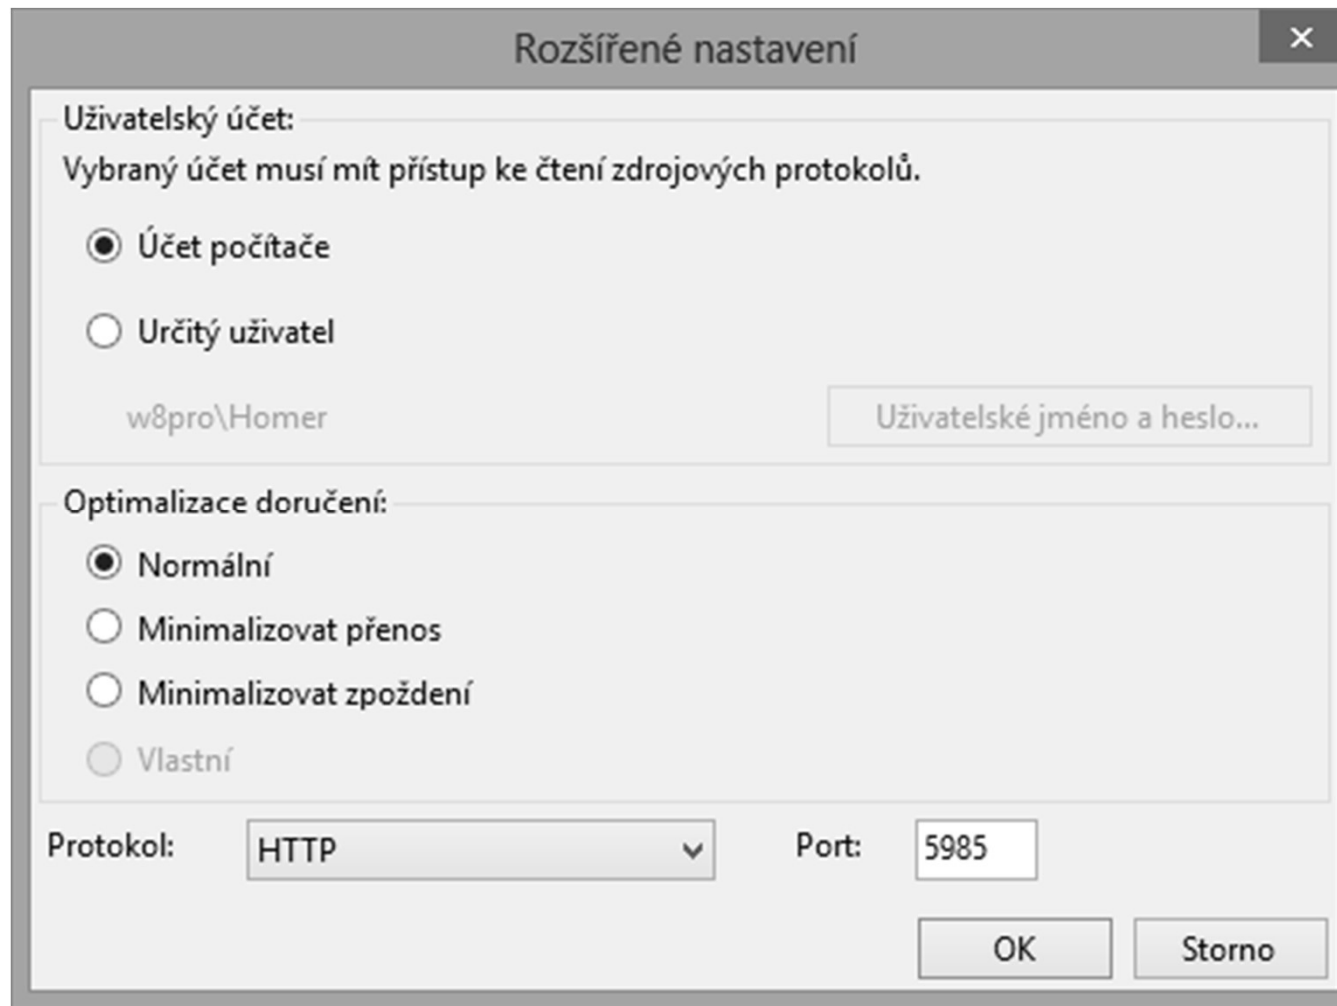 Rozšířené nastavení
Uživatelský účet:
Vybraný účet musí mít přístup ke čtení zdrojových protokolů.
Účet počítače
Určitý uživatel
w8pro\Homer
Uživatelské jméno a heslo...
Optimalizace doručení:
Normální
Minimalizovat přenos
Minimalizovat zpoždění
Vlastní
Protokol: HTTP Port: 5985
OK Storno